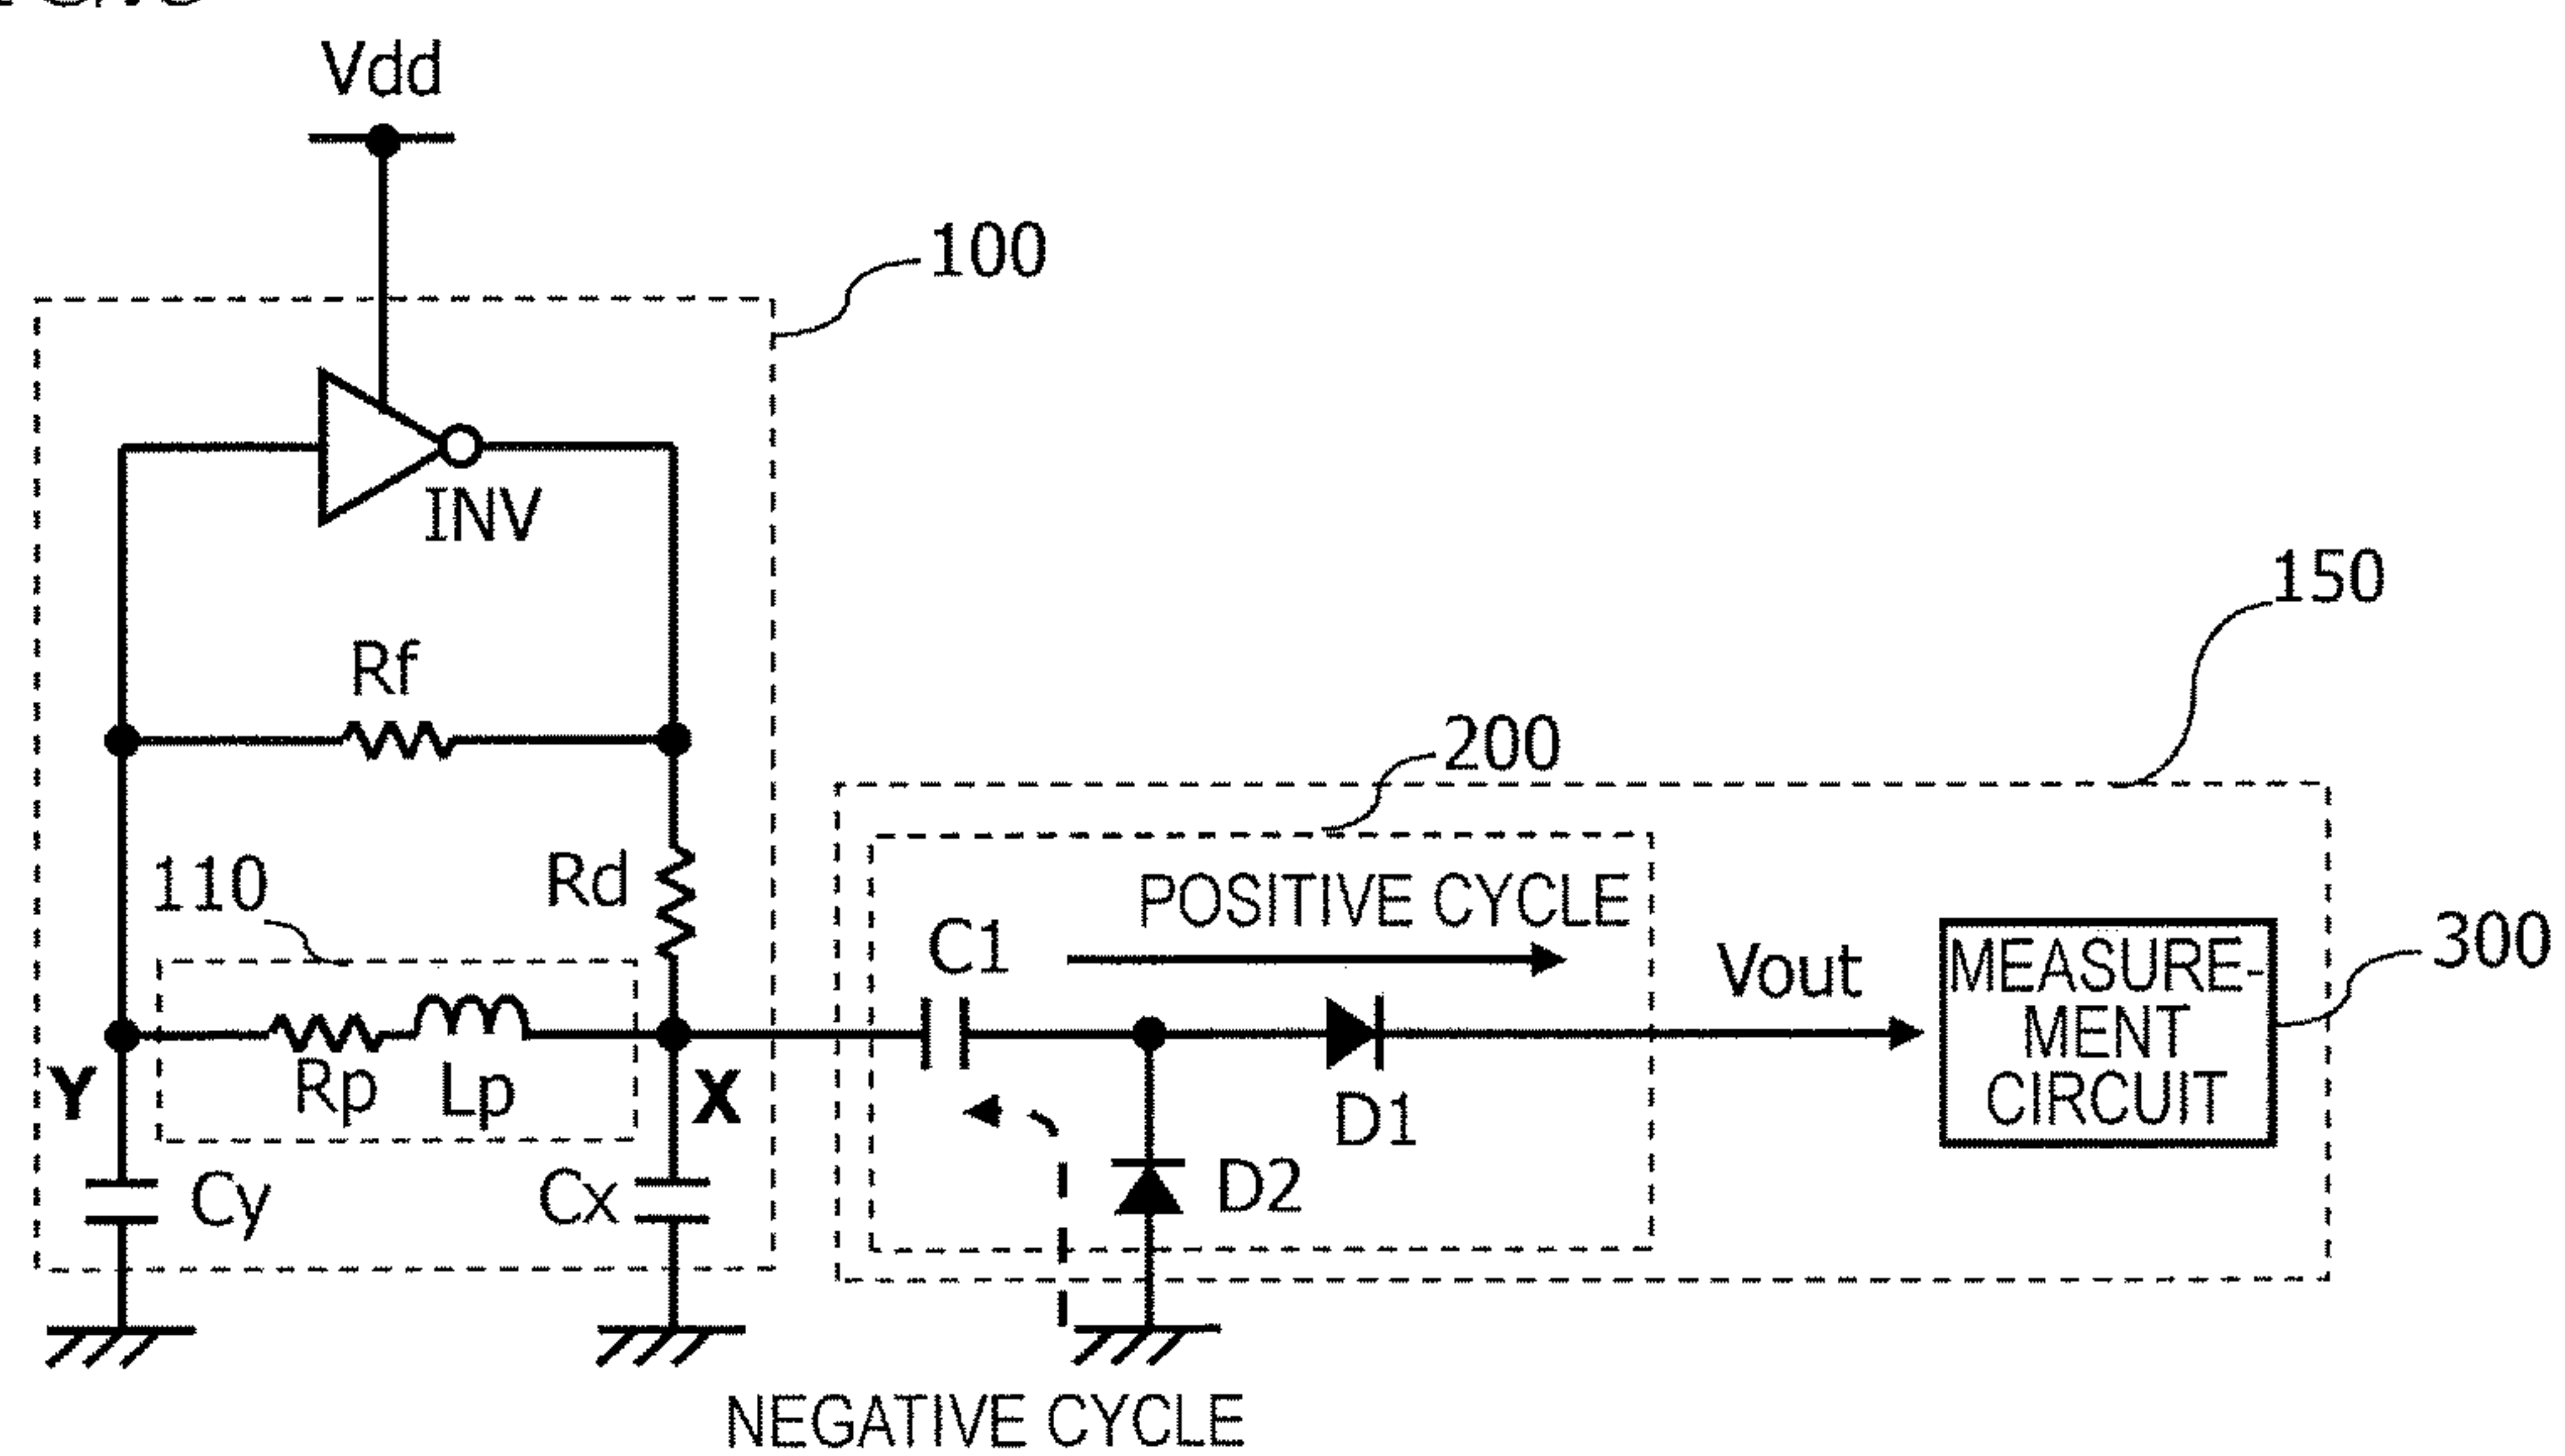 Vdd
100
INV
150
Rf
200
110
Rd
POSITIVE CYCLE
C1
Vout
MEASURE-
MENT
CIRCUIT
300
Y
Rp
Lp
X
D1
Cy
Cx
D2
NEGATIVE CYCLE